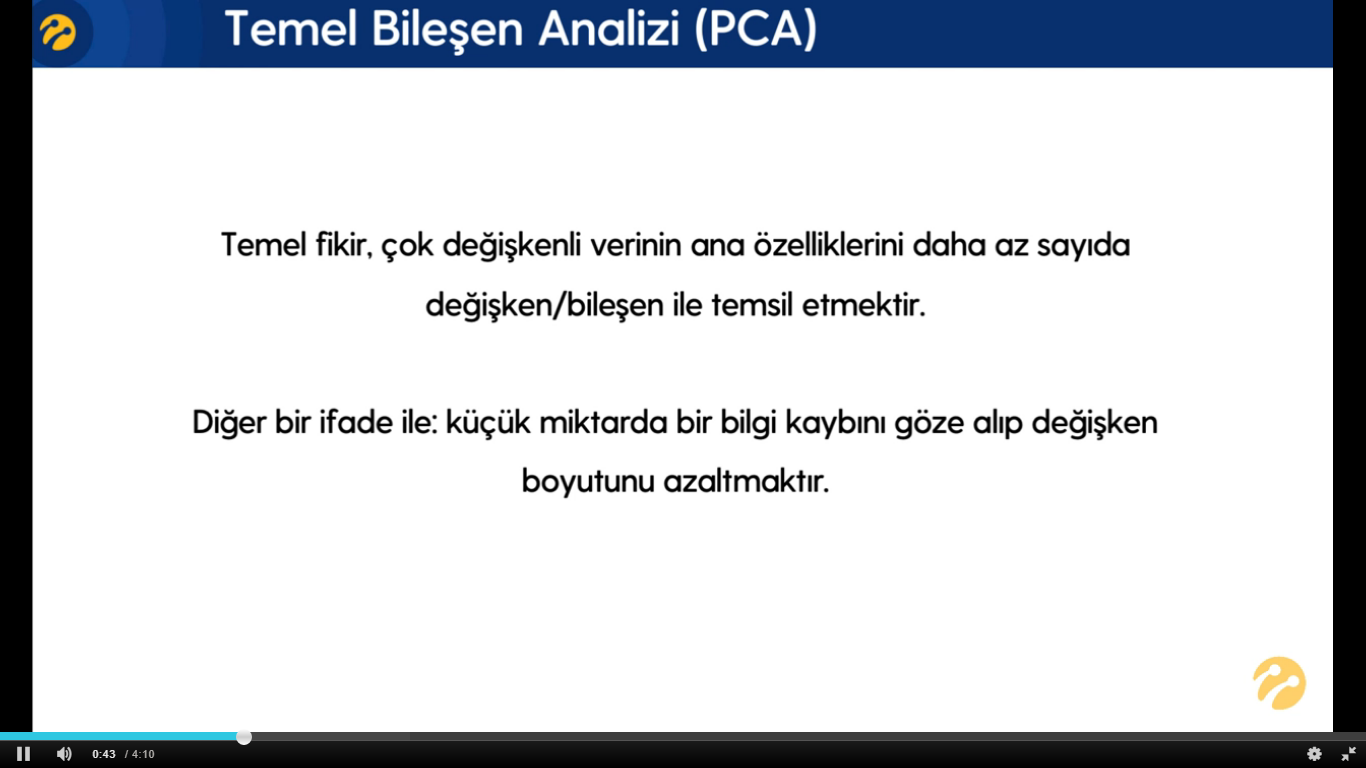 Temel Bileşen Analizi (PCA)
Temel fikir, çok değişkenli verinin ana özelliklerini daha az sayıda
değişken/bileşen ile temsil etmektir.
Diğer bir ifade ile: küçük miktarda bir bilgi kaybını göze alıp değişken
boyutunu azaltmaktır.
0:43 / 4:10